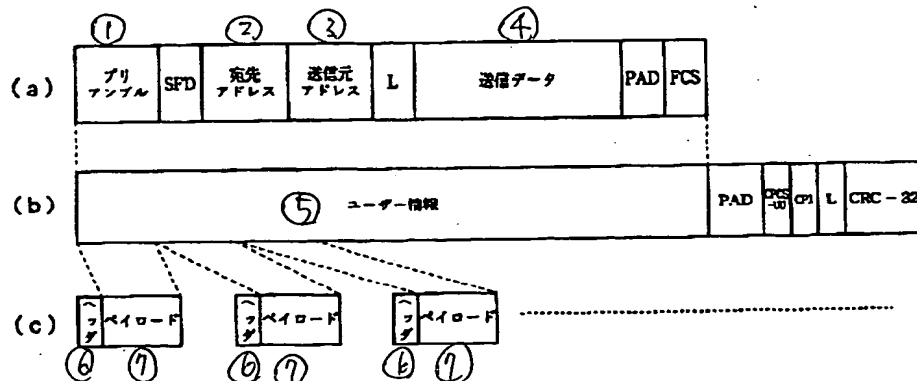 ① ② ③ ④
(a) プリアンブル SFD 宛先アドレス 送信元アドレス L 送信データ PAD FCS
(b) ⑤ ユーザー情報 PAD CPCS-UU CPI L CRC-32
(c) ヘッダ ペイロード ヘッダ ペイロード ヘッダ ペイロード
⑥ ⑦ ⑥ ⑦ ⑥ ⑦